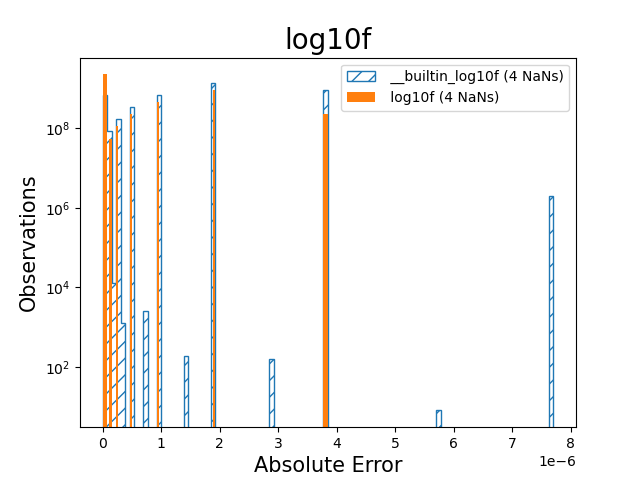 log10f
__builtin_log10f (4 NaNs)
log10f (4 NaNs)
Observations
10^8
10^6
10^4
10^2
0 1 2 3 4 5 6 7 8
1e−6
Absolute Error